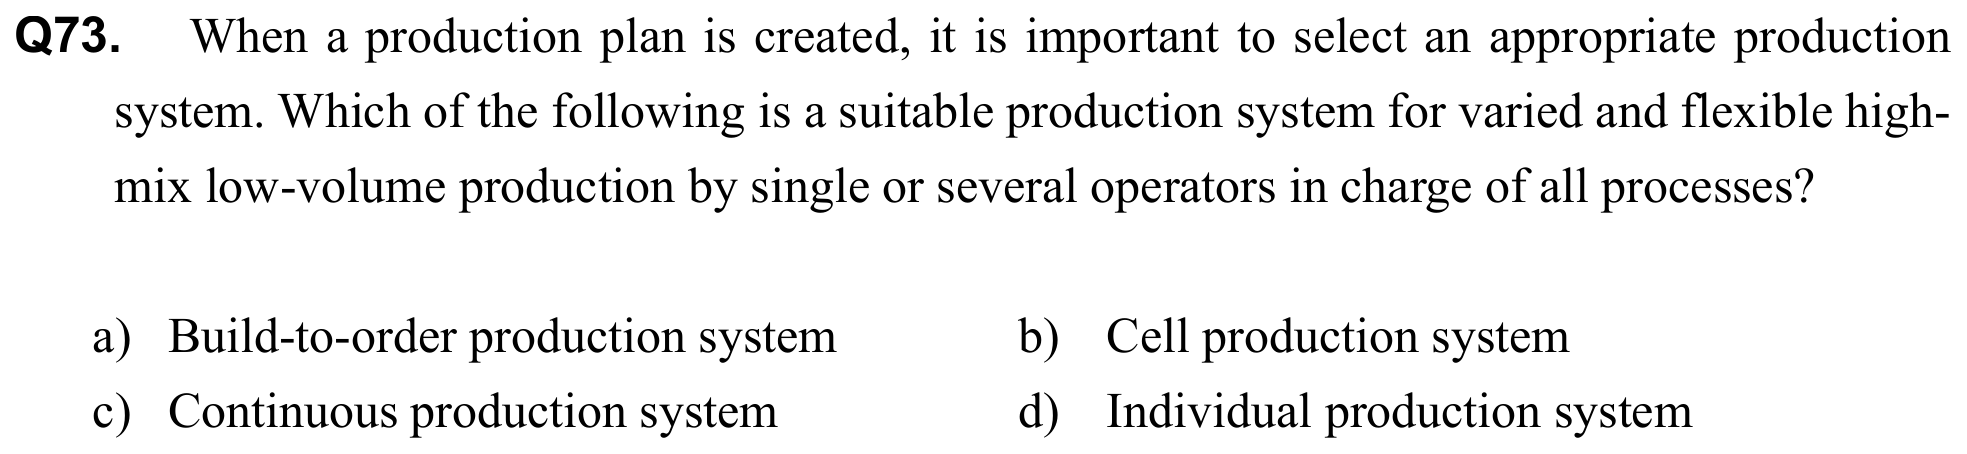 Q73. When a production plan is created, it is important to select an appropriate production
system. Which of the following is a suitable production system for varied and flexible high-
mix low-volume production by single or several operators in charge of all processes?
a) Build-to-order production system b) Cell production system
c) Continuous production system d) Individual production system